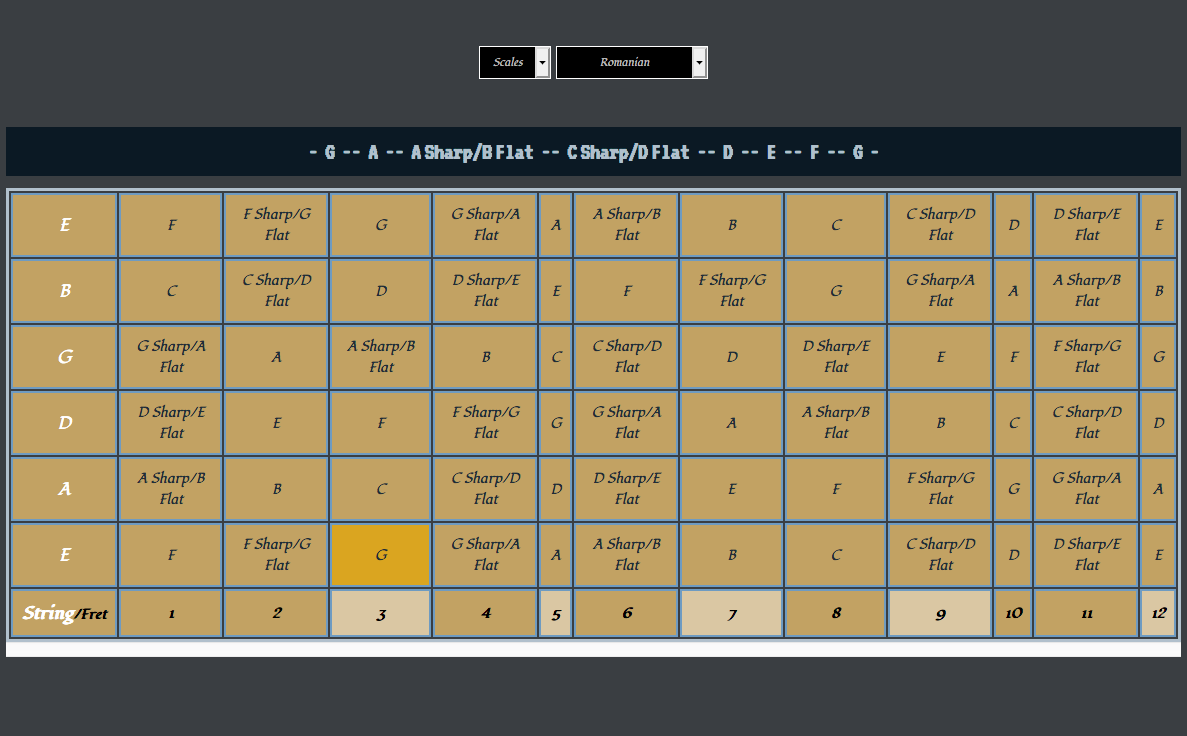 Scales Romanian
- G -- A -- A Sharp/B Flat -- C Sharp/D Flat -- D -- E -- F -- G -
E F F Sharp/G Flat G G Sharp/A Flat A A Sharp/B Flat B C C Sharp/D Flat D D Sharp/E Flat E
B C C Sharp/D Flat D D Sharp/E Flat E F F Sharp/G Flat G G Sharp/A Flat A A Sharp/B Flat B
G G Sharp/A Flat A A Sharp/B Flat B C C Sharp/D Flat D D Sharp/E Flat E F F Sharp/G Flat G
D D Sharp/E Flat E F F Sharp/G Flat G G Sharp/A Flat A A Sharp/B Flat B C C Sharp/D Flat D
A A Sharp/B Flat B C C Sharp/D Flat D D Sharp/E Flat E F F Sharp/G Flat G G Sharp/A Flat A
E F F Sharp/G Flat G G Sharp/A Flat A A Sharp/B Flat B C C Sharp/D Flat D D Sharp/E Flat E
String/Fret 1 2 3 4 5 6 7 8 9 10 11 12